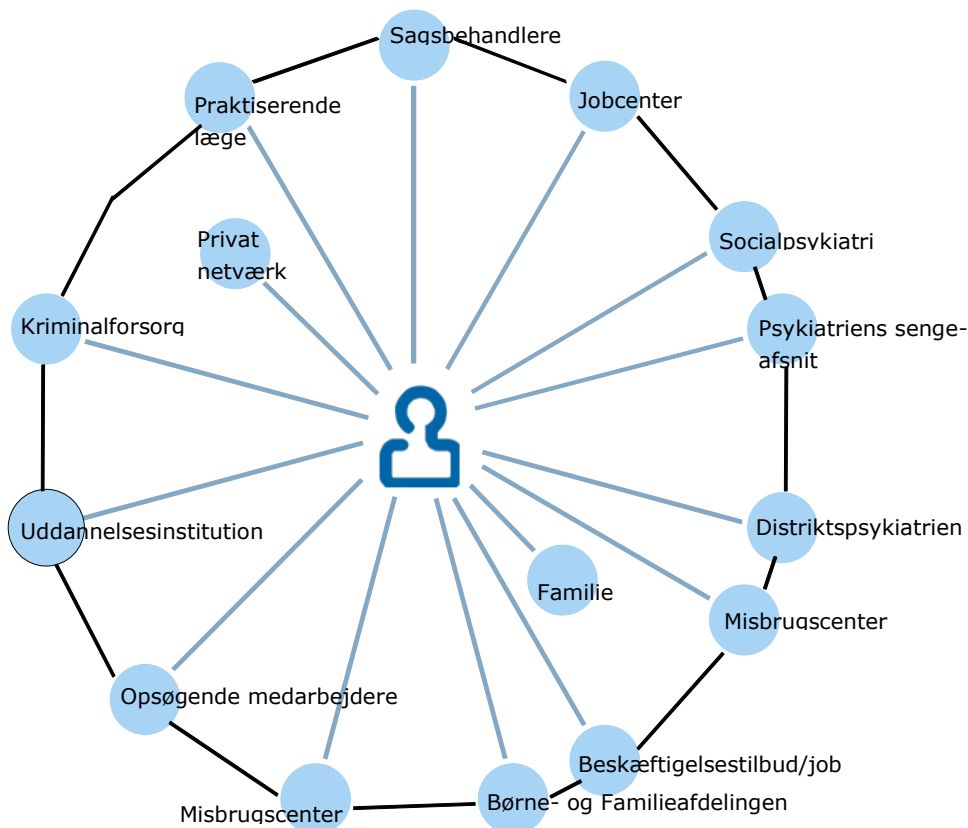 Sagsbehandlere
Praktiserende
læge
Jobcenter
Privat
netværk
Socialpsykiatri
Kriminalforsorg
Psykiatriens senge-
afsnit
Uddannelsesinstitution
Distriktspsykiatrien
Familie
Misbrugscenter
Opsøgende medarbejdere
Beskæftigelsestilbud/job
Misbrugscenter
Børne- og Familieafdelingen